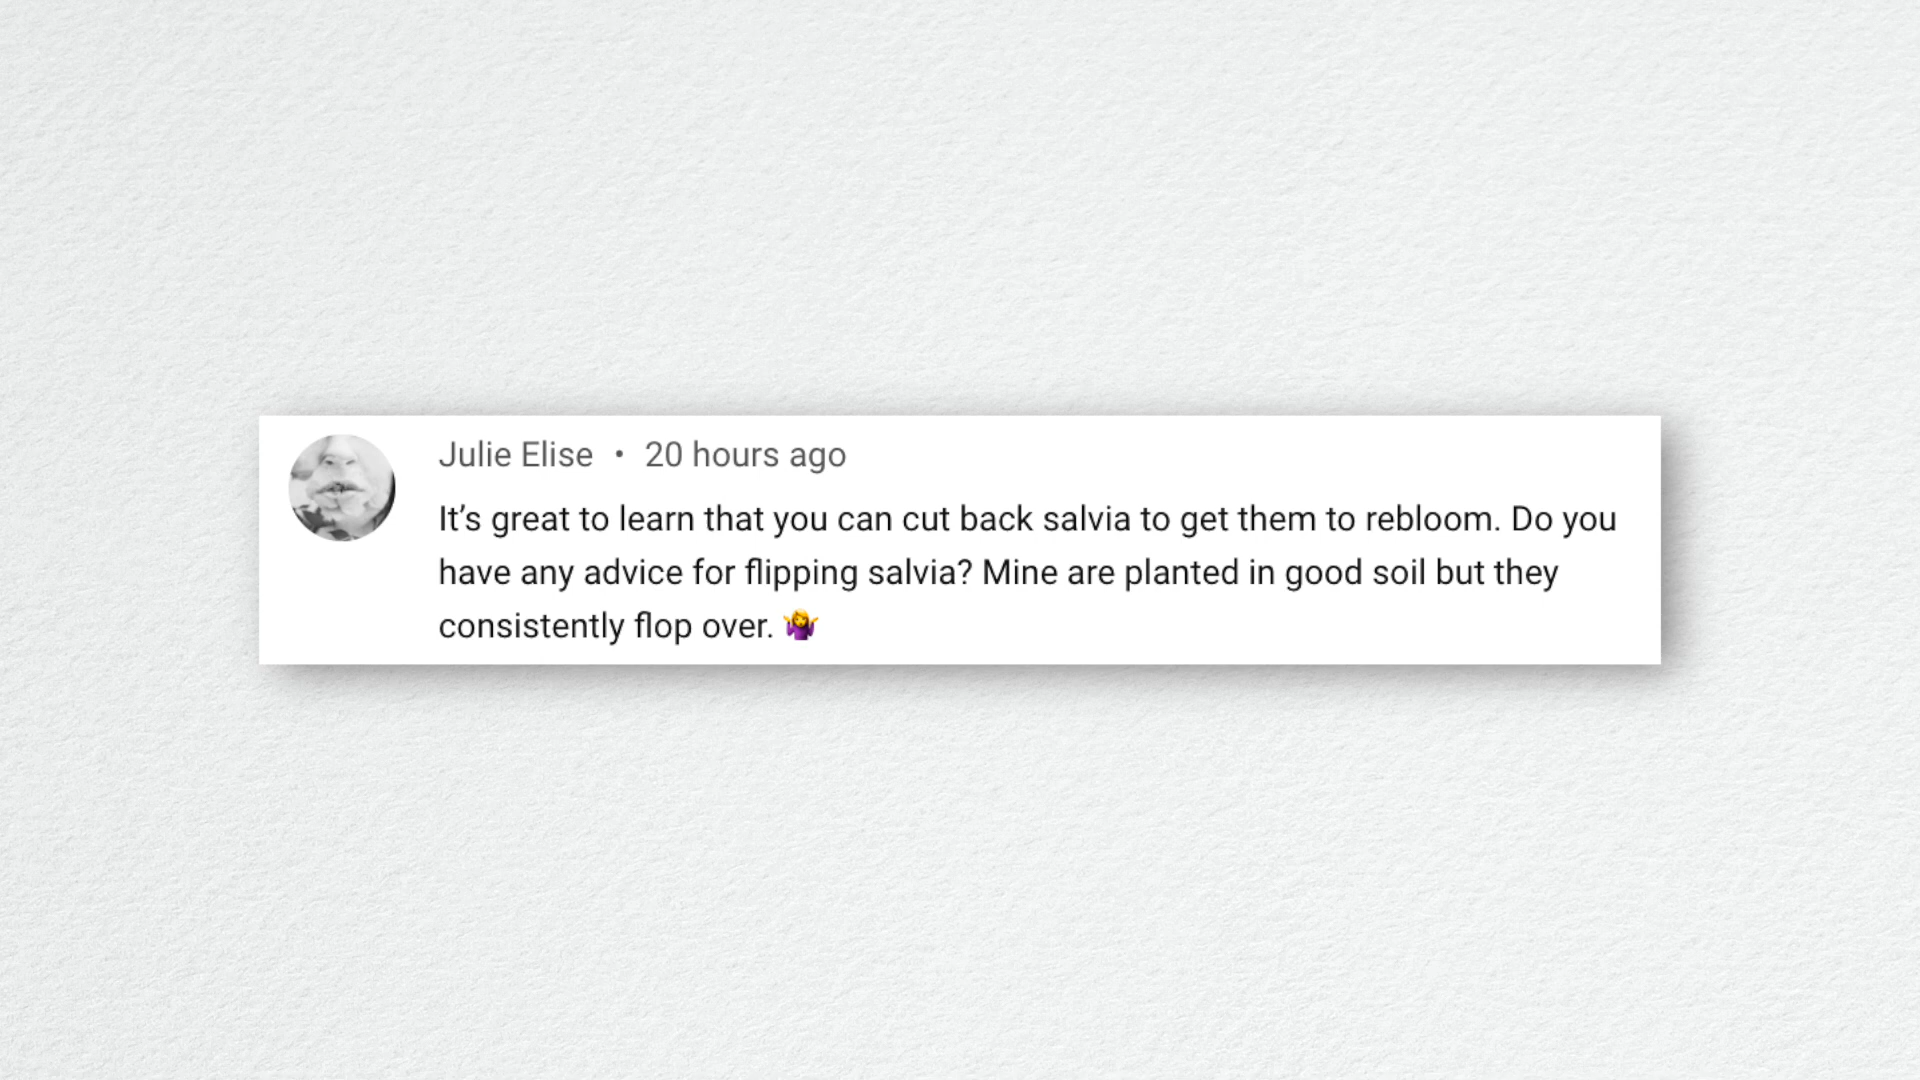 Julie Elise • 20 hours ago
It’s great to learn that you can cut back salvia to get them to rebloom. Do you
have any advice for flipping salvia? Mine are planted in good soil but they
consistently flop over. 🤷‍♀️